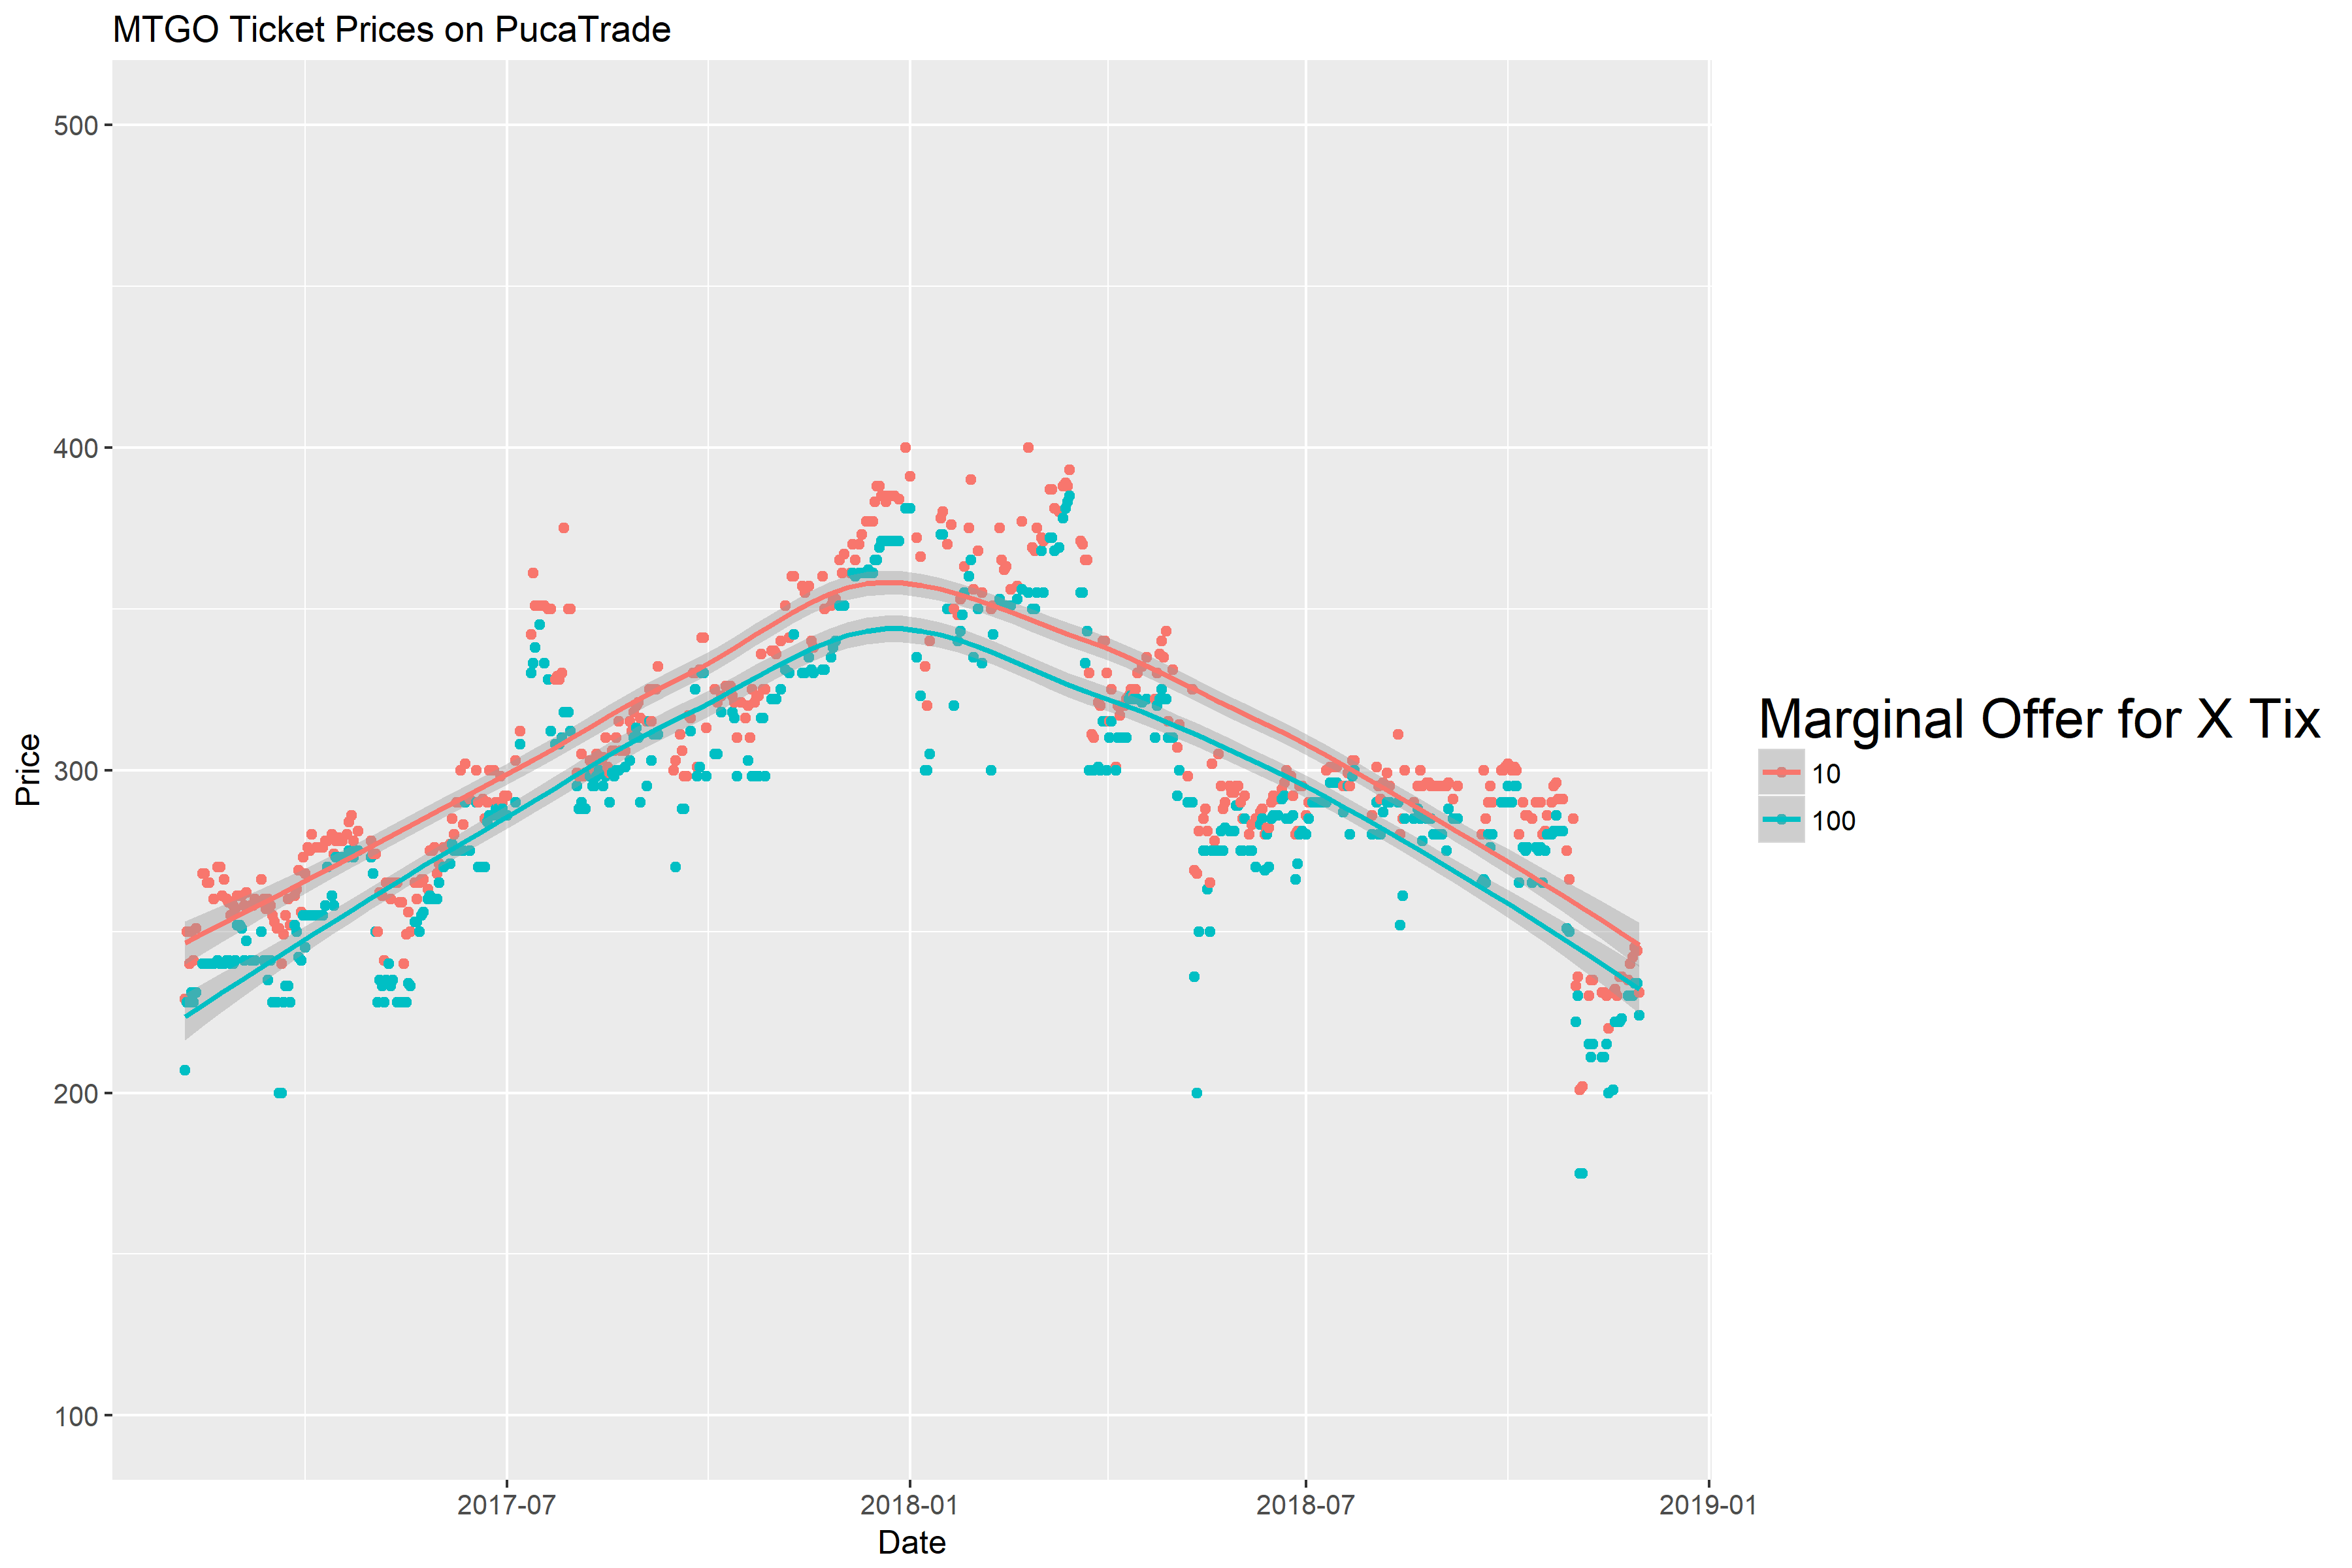 MTGO Ticket Prices on PucaTrade
500
400
300
200
100
Price
2017-07
2018-01
2018-07
2019-01
Date
Marginal Offer for X Tix
10
100